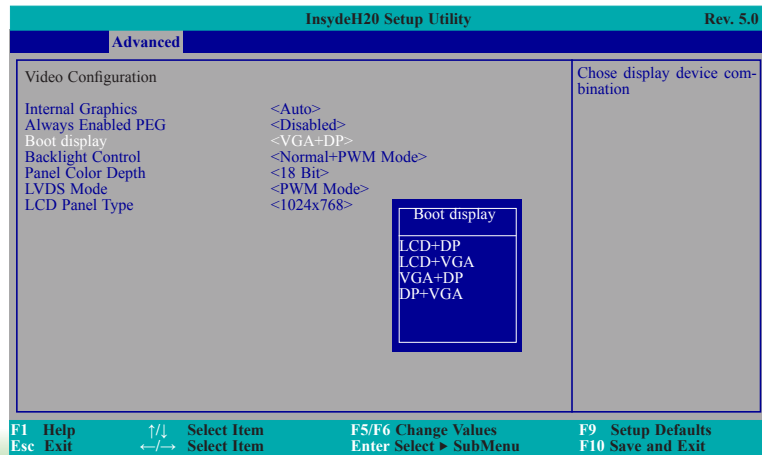 InsydeH20 Setup Utility Rev. 5.0
Advanced
Video Configuration
Internal Graphics <Auto>
Always Enabled PEG <Disabled>
Boot display <VGA+DP>
Backlight Control <Normal+PWM Mode>
Panel Color Depth <18 Bit>
LVDS Mode <PWM Mode>
LCD Panel Type <1024x768>
Boot display
LCD+DP
LCD+VGA
VGA+DP
DP+VGA
Chose display device com-
bination
F1 Help ↑/↓ Select Item F5/F6 Change Values F9 Setup Defaults
Esc Exit ←/→ Select Item Enter Select ► SubMenu F10 Save and Exit